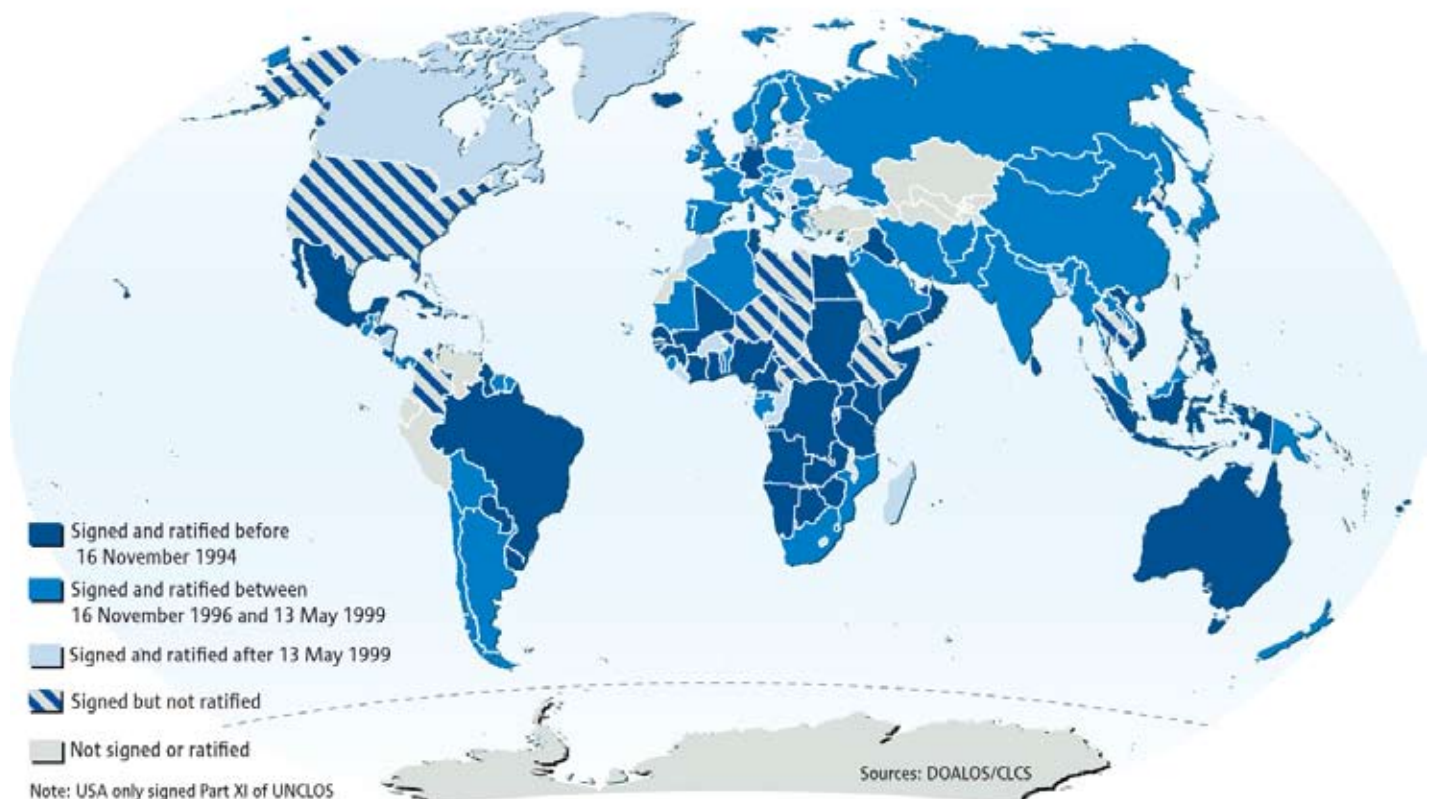 Signed and ratified before
16 November 1994
Signed and ratified between
16 November 1996 and 13 May 1999
Signed and ratified after 13 May 1999
Signed but not ratified
Not signed or ratified
Note: USA only signed Part XI of UNCLOS
Sources: DOALOS/CLCS